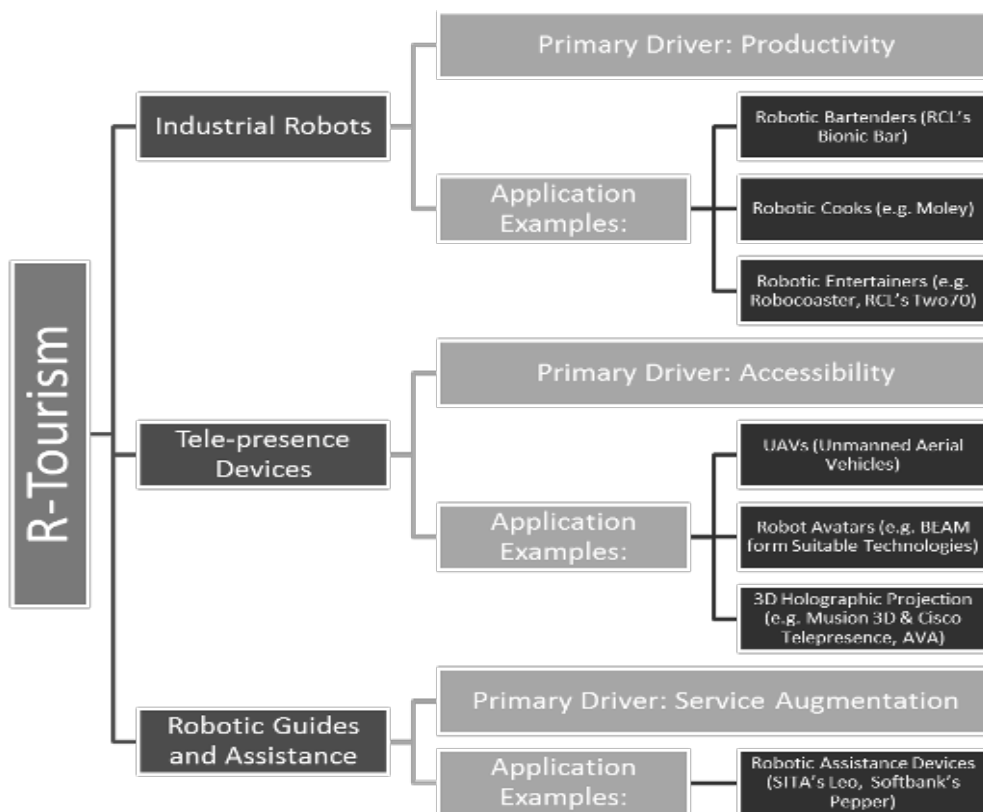 R-Tourism
Industrial Robots
Primary Driver: Productivity
Application
Examples:
Robotic Bartenders (RCL's
Bionic Bar)
Robotic Cooks (e.g. Moley)
Robotic Entertainers (e.g.
Robocoaster, RCL's Two70)
Tele-presence
Devices
Primary Driver: Accessibility
Application
Examples:
UAVs (Unmanned Aerial
Vehicles)
Robot Avatars (e.g. BEAM
form Suitable Technologies)
3D Holographic Projection
(e.g. Musion 3D & Cisco
Telepresence, AVA)
Robotic Guides
and Assistance
Primary Driver: Service Augmentation
Application
Examples:
Robotic Assistance Devices
(SITA's Leo, Softbank's
Pepper)